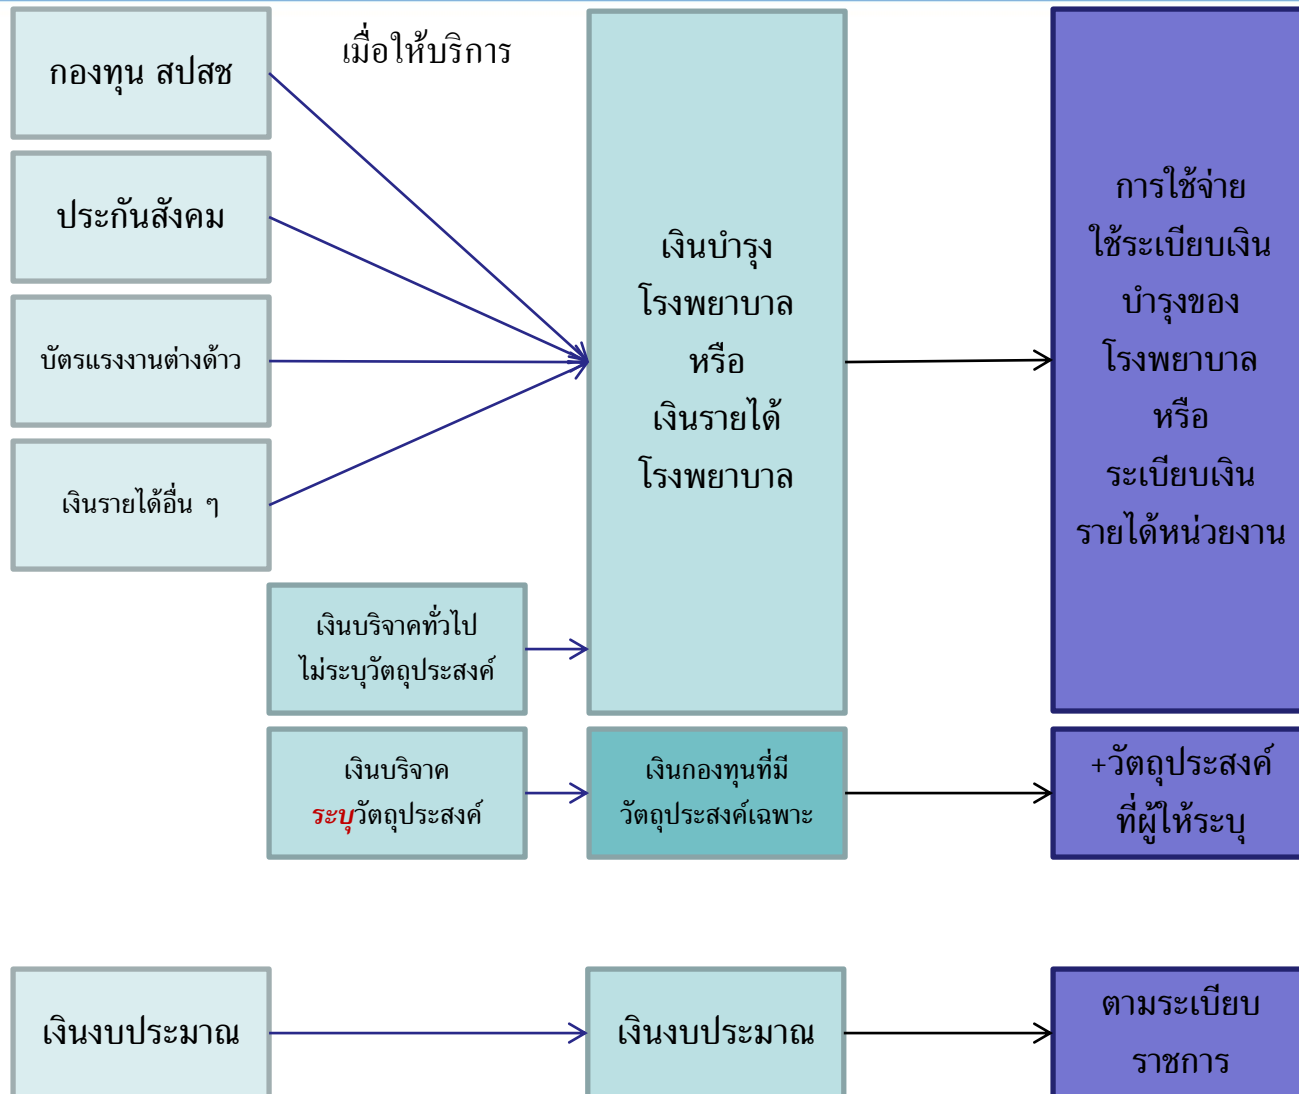 กองทุน สปสช
เมื่อให้บริการ
ประกันสังคม
บัตรแรงงานต่างด้าว
เงินรายได้อื่น ๆ
เงินบริจาคทั่วไป
ไม่ระบุวัตถุประสงค์
เงินบำรุง
โรงพยาบาล
หรือ
เงินรายได้
โรงพยาบาล
การใช้จ่าย
ใช้ระเบียบเงิน
บำรุงของ
โรงพยาบาล
หรือ
ระเบียบเงิน
รายได้หน่วยงาน
เงินบริจาค
ระบุวัตถุประสงค์
เงินกองทุนที่มี
วัตถุประสงค์เฉพาะ
+วัตถุประสงค์
ที่ผู้ให้ระบุ
เงินงบประมาณ
เงินงบประมาณ
ตามระเบียบ
ราชการ